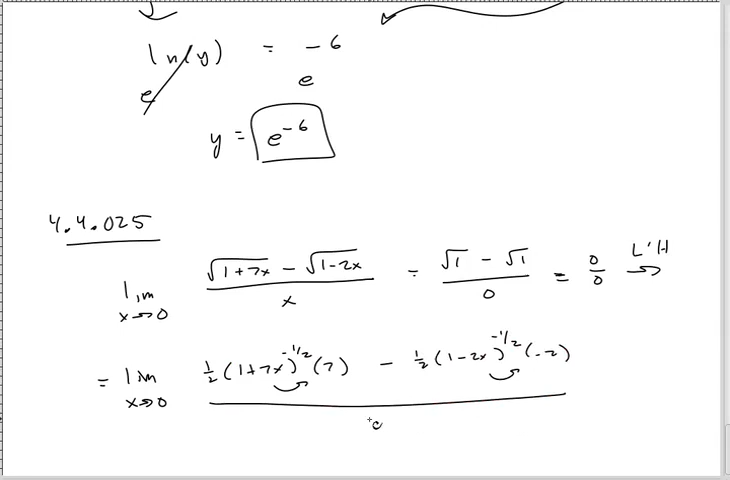 ln(y) = -6
e e
y = e^{-6}
4.4.025
lim x→0 (√(1+7x) - √(1-2x)) / x = (√1 - √1) / 0 = 0/0 L'H →
= lim x→0 (1/2 (1+7x)^{-1/2} (7) - 1/2 (1-2x)^{-1/2} (-2)) /